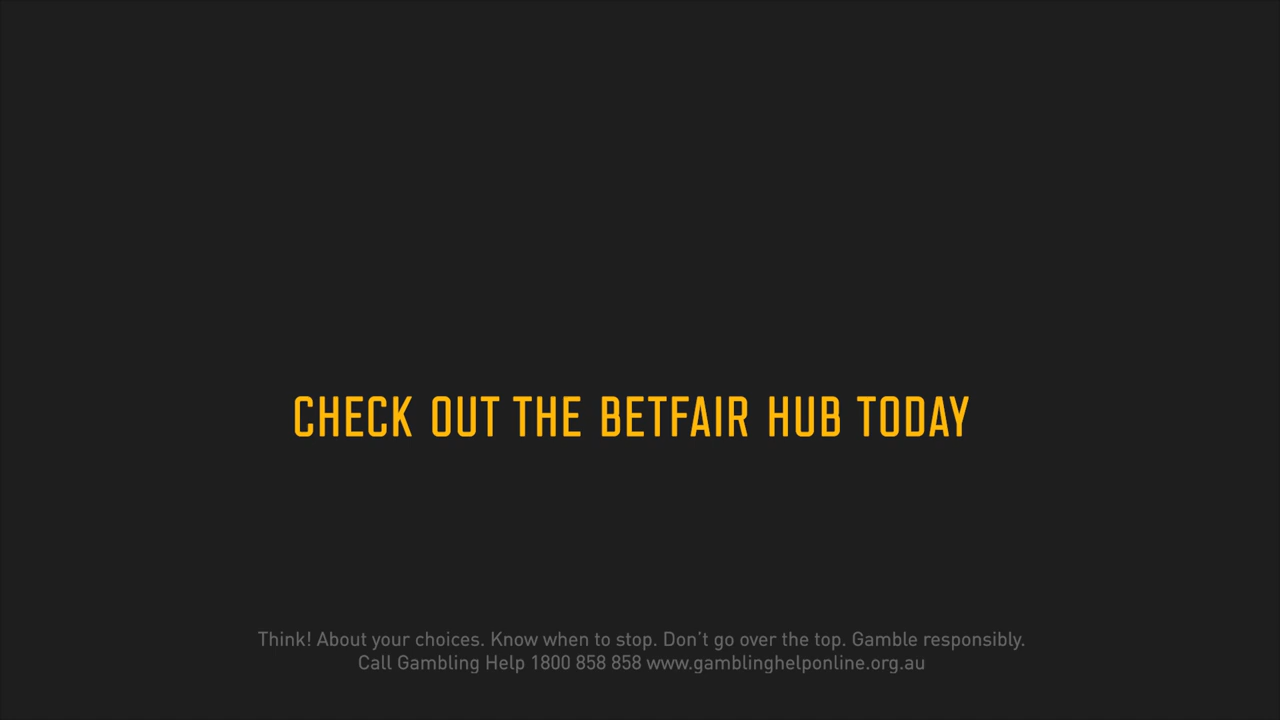 CHECK OUT THE BETFAIR HUB TODAY
Think! About your choices. Know when to stop. Don't go over the top. Gamble responsibly.
Call Gambling Help 1800 858 858 www.gamblinghelponline.org.au